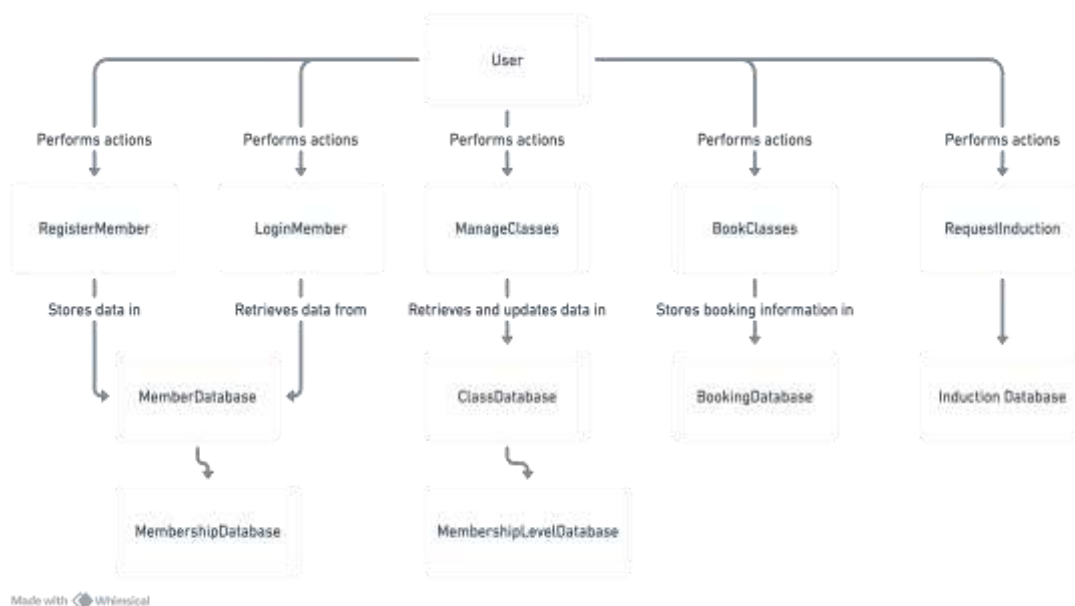 User
Performs actions
Performs actions
Performs actions
Performs actions
Performs actions
RegisterMember
LoginMember
ManageClasses
BookClasses
RequestInduction
Stores data in
Retrieves data from
Retrieves and updates data in
Stores booking information in
MemberDatabase
ClassDatabase
BookingDatabase
Induction Database
MembershipDatabase
MembershipLevelDatabase
Made with Whimsical